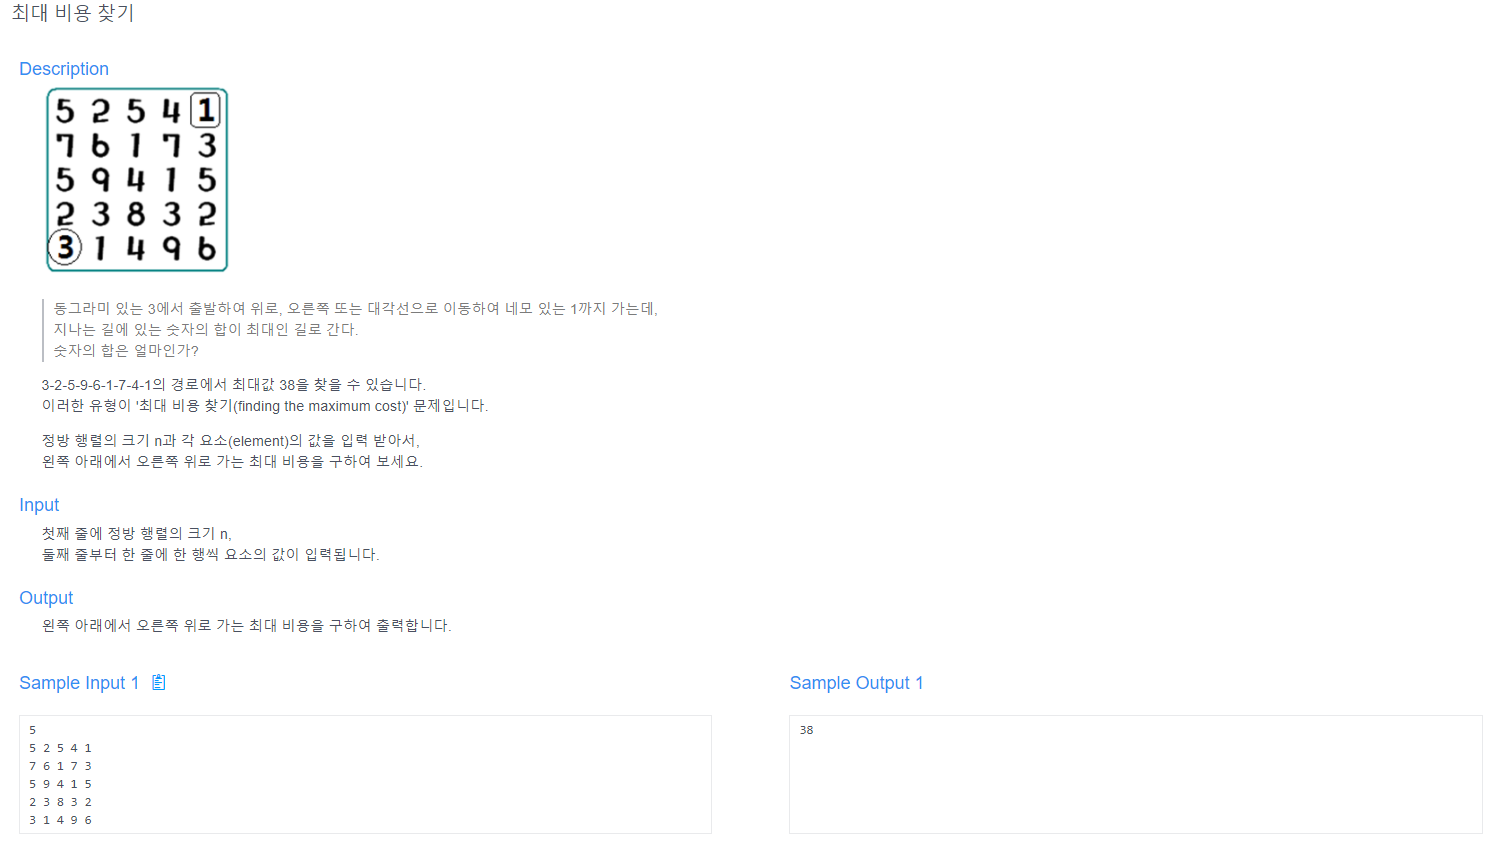 최대 비용 찾기
Description
5 2 5 4 1
7 6 1 7 3
5 9 4 1 5
2 3 8 3 2
3 1 4 9 6
동그라미 있는 3에서 출발하여 위로, 오른쪽 또는 대각선으로 이동하여 네모 있는 1까지 가는데,
지나는 길에 있는 숫자의 합이 최대인 길로 간다.
숫자의 합은 얼마인가?
3-2-5-9-6-1-7-4-1의 경로에서 최대값 38을 찾을 수 있습니다.
이러한 유형이 '최대 비용 찾기(finding the maximum cost)' 문제입니다.
정방 행렬의 크기 n과 각 요소(element)의 값을 입력 받아서,
왼쪽 아래에서 오른쪽 위로 가는 최대 비용을 구하여 보세요.
Input
첫째 줄에 정방 행렬의 크기 n,
둘째 줄부터 한 줄에 한 행씩 요소의 값이 입력됩니다.
Output
왼쪽 아래에서 오른쪽 위로 가는 최대 비용을 구하여 출력합니다.
Sample Input 1
5
5 2 5 4 1
7 6 1 7 3
5 9 4 1 5
2 3 8 3 2
3 1 4 9 6
Sample Output 1
38